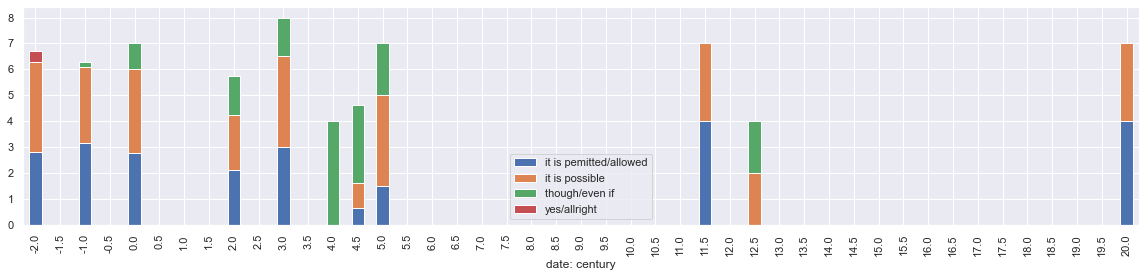 8
7
6
5
4
3
2
1
0
it is pemitted/allowed
it is possible
though/even if
yes/allright
-2.0 -1.5 -1.0 -0.5 0.0 0.5 1.0 1.5 2.0 2.5 3.0 3.5 4.0 4.5 5.0 5.5 6.0 6.5 7.0 7.5 8.0 8.5 9.0 9.5 10.0 10.5 11.0 11.5 12.0 12.5 13.0 13.5 14.0 14.5 15.0 15.5 16.0 16.5 17.0 17.5 18.0 18.5 19.0 19.5 20.0
date: century